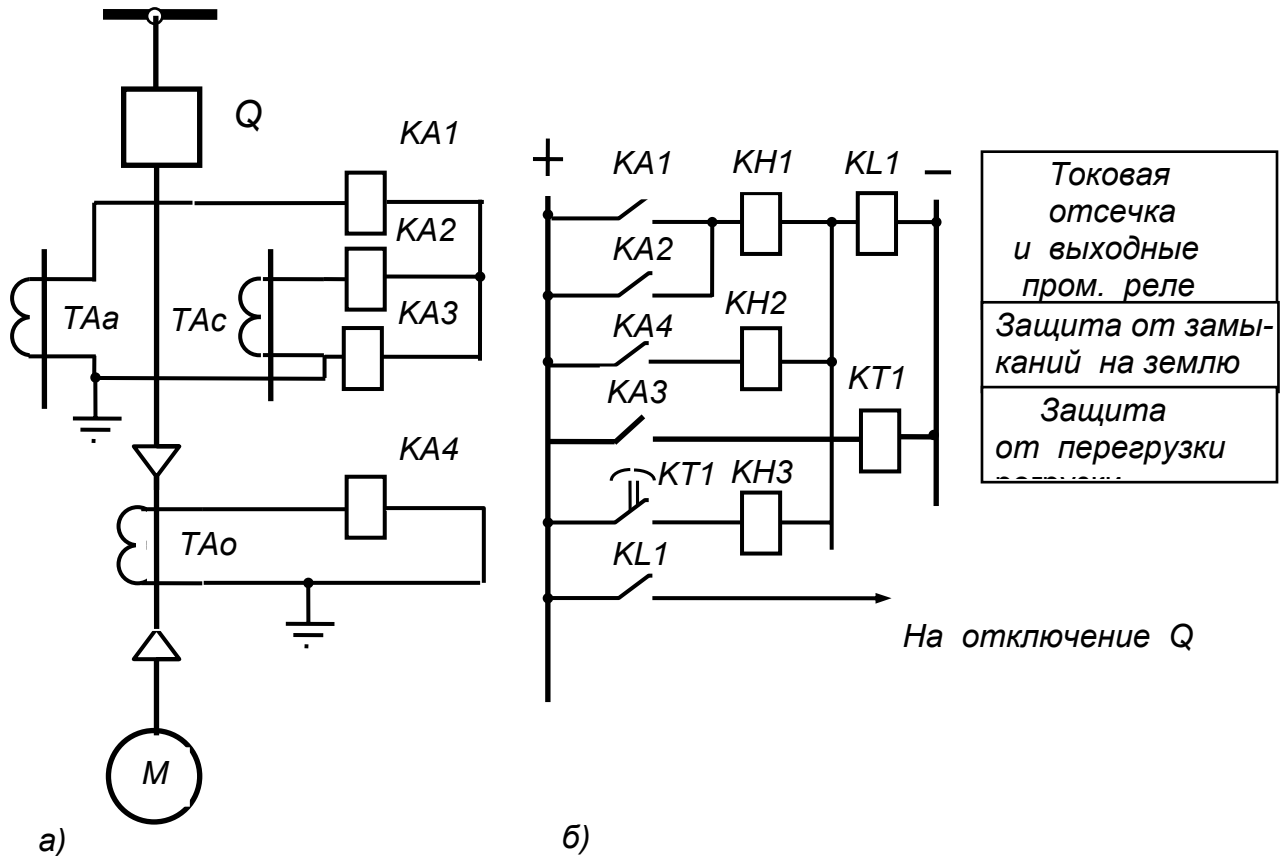 Q
KA1
KA2
KA3
TAa
TAc
KA4
TAo
M
а)
+
KA1
KH1
KL1
–
KA2
KA4
KH2
KA3
KT1
KT1
KH3
KL1
На отключение Q
б)
Токовая
отсечка
и выходные
пром. реле
Защита от замы-
каний на землю
Защита
от перегрузки